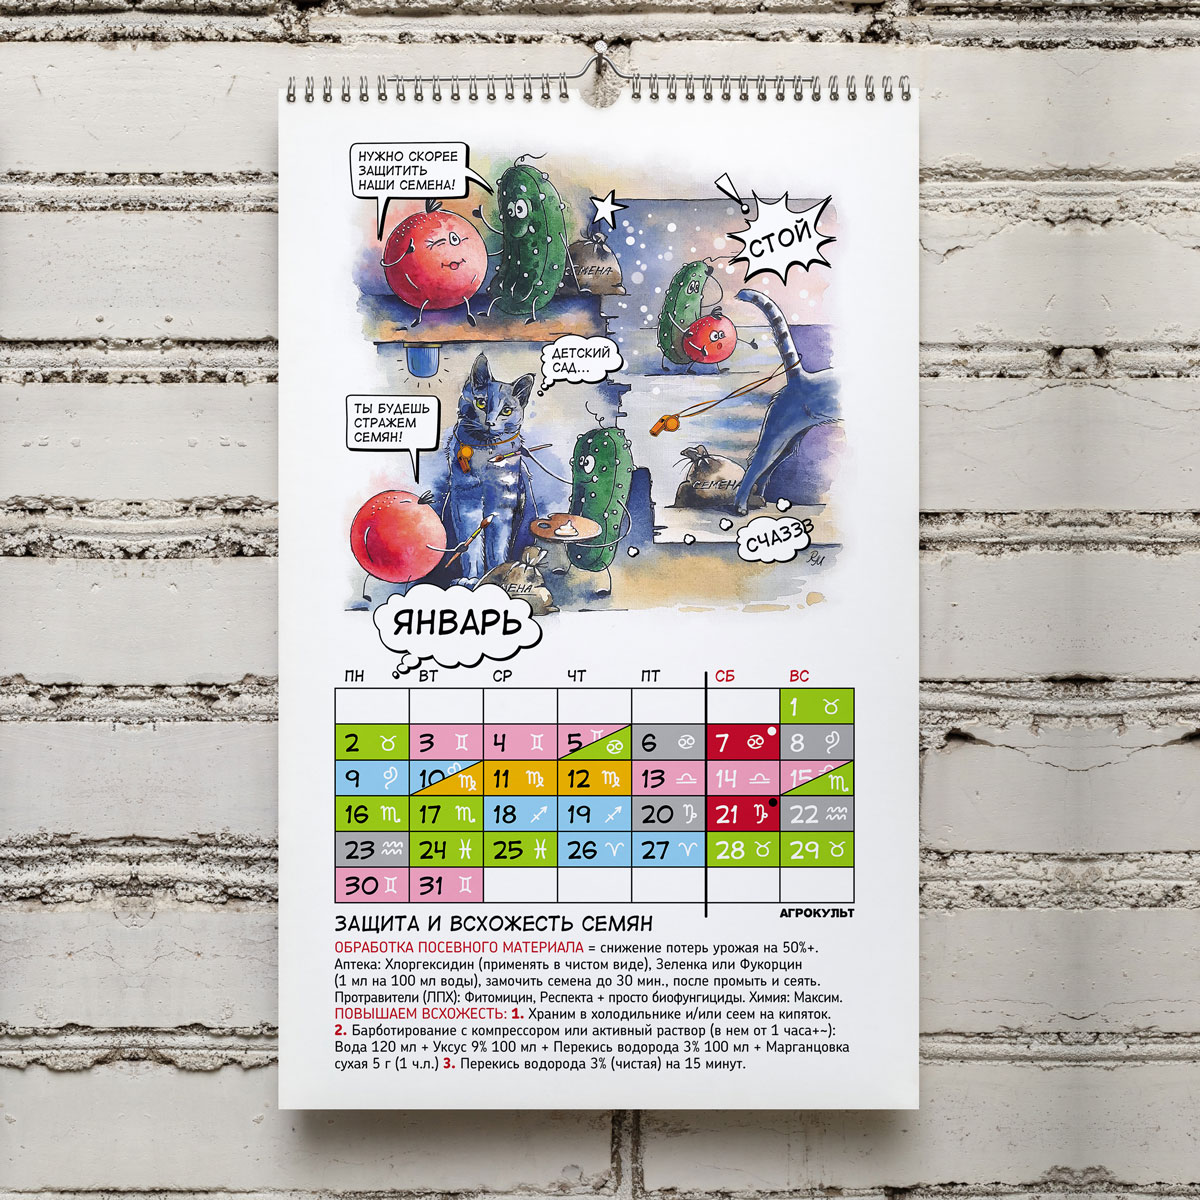 НУЖНО СКОРЕЕ
ЗАЩИТИТЬ
НАШИ СЕМЕНА!
СТОЙ
МЕНА
ДЕТСКИЙ
САД...
ТЫ БУДЕШЬ
СТРАЖЕМ
СЕМЯН!
СЕМЕНА
СЧАЗЗВ
ЕНА
ЯНВАРЬ
ПН ВТ СР ЧТ ПТ СБ ВС
1
2 3 4 5 6 7 8
9 10 11 12 13 14 15
16 17 18 19 20 21 22
23 24 25 26 27 28 29
30 31
АГРОКУЛЬТ
ЗАЩИТА И ВСХОЖЕСТЬ СЕМЯН
ОБРАБОТКА ПОСЕВНОГО МАТЕРИАЛА = снижение потерь урожая на 50%+.
Аптека: Хлоргексидин (применять в чистом виде), Зеленка или Фукорцин
(1 мл на 100 мл воды), замочить семена до 30 мин., после промыть и сеять.
Протравители (ЛПХ): Фитомицин, Респекта + просто биофунгициды. Химия: Максим.
ПОВЫШАЕМ ВСХОЖЕСТЬ: 1. Храним в холодильнике и/или сеем на кипяток.
2. Барботирование с компрессором или активный раствор (в нем от 1 часа+~):
Вода 120 мл + Уксус 9% 100 мл + Перекись водорода 3% 100 мл + Марганцовка
сухая 5 г (1 ч.л.) 3. Перекись водорода 3% (чистая) на 15 минут.